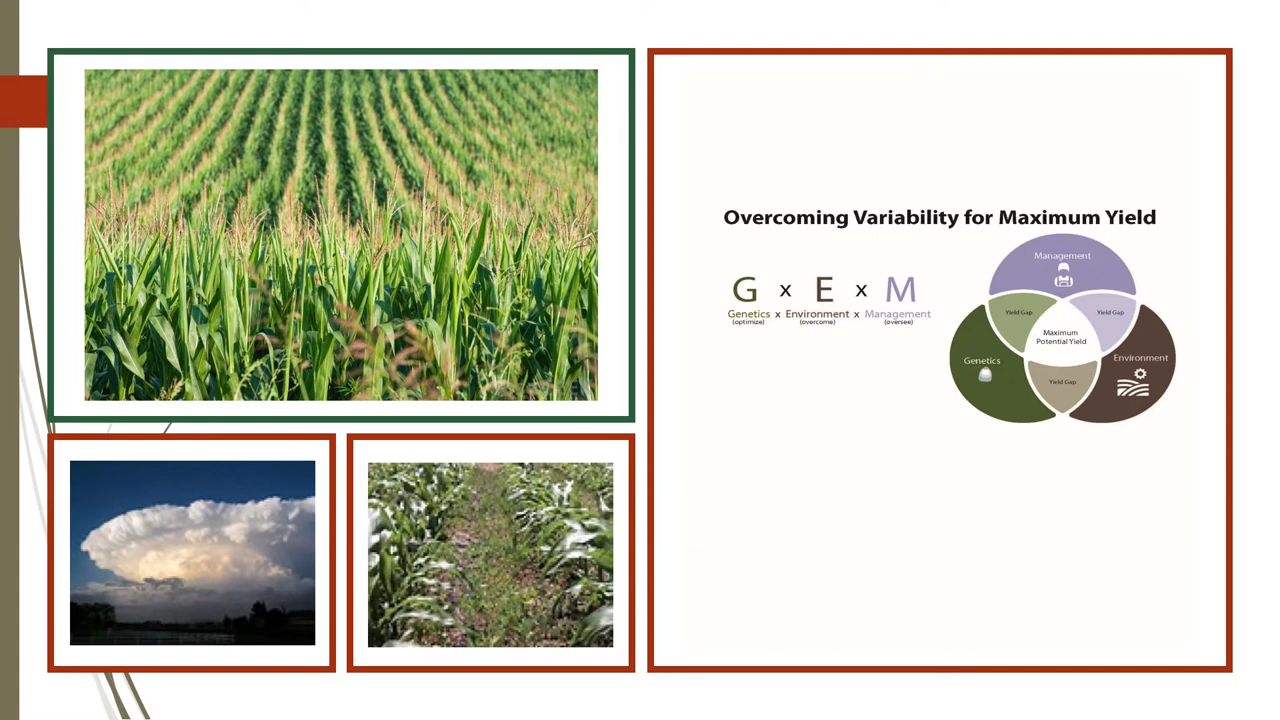 Overcoming Variability for Maximum Yield
G x E x M
Genetics x Environment x Management
(optimize) (overcome) (oversee)
Management
Yield Gap
Yield Gap
Maximum
Potential Yield
Genetics
Environment
Yield Gap